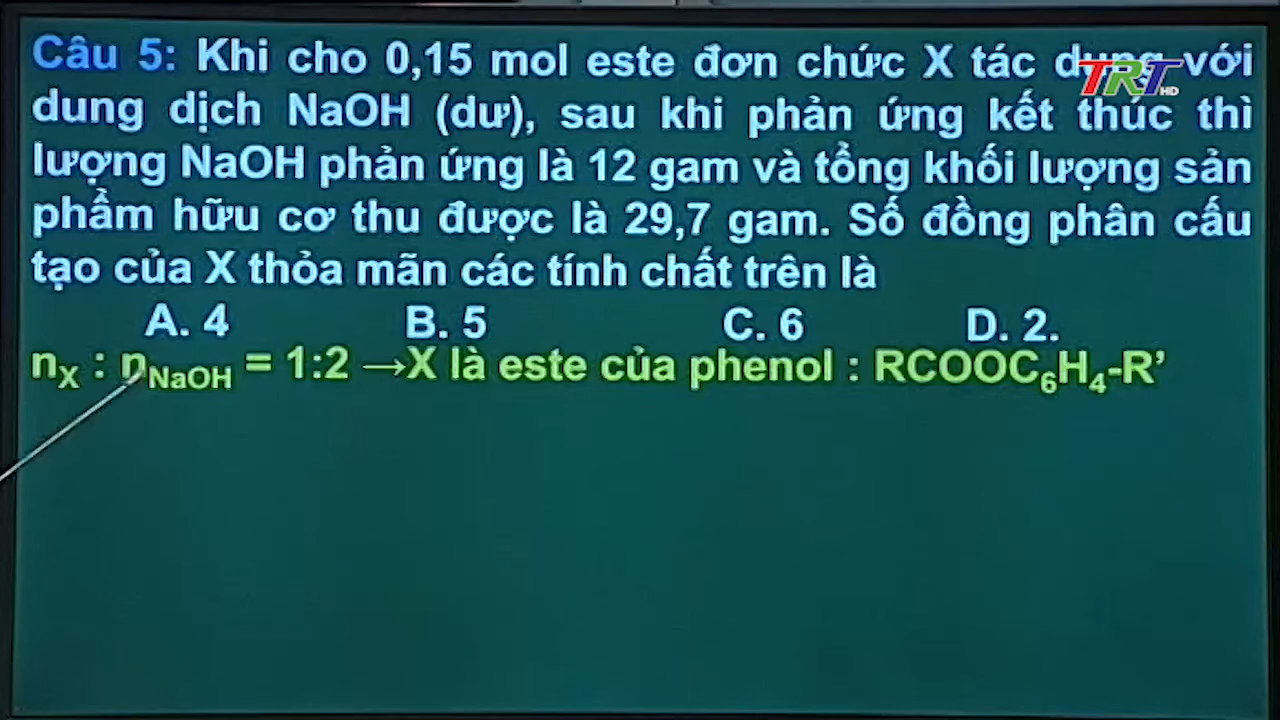 Câu 5: Khi cho 0,15 mol este đơn chức X tác dụng với
dung dịch NaOH (dư), sau khi phản ứng kết thúc thì
lượng NaOH phản ứng là 12 gam và tổng khối lượng sản
phẩm hữu cơ thu được là 29,7 gam. Số đồng phân cấu
tạo của X thỏa mãn các tính chất trên là
A. 4 B. 5 C. 6 D. 2.
nX : nNaOH = 1:2 →X là este của phenol : RCOOC6H4-R’
TRT HD